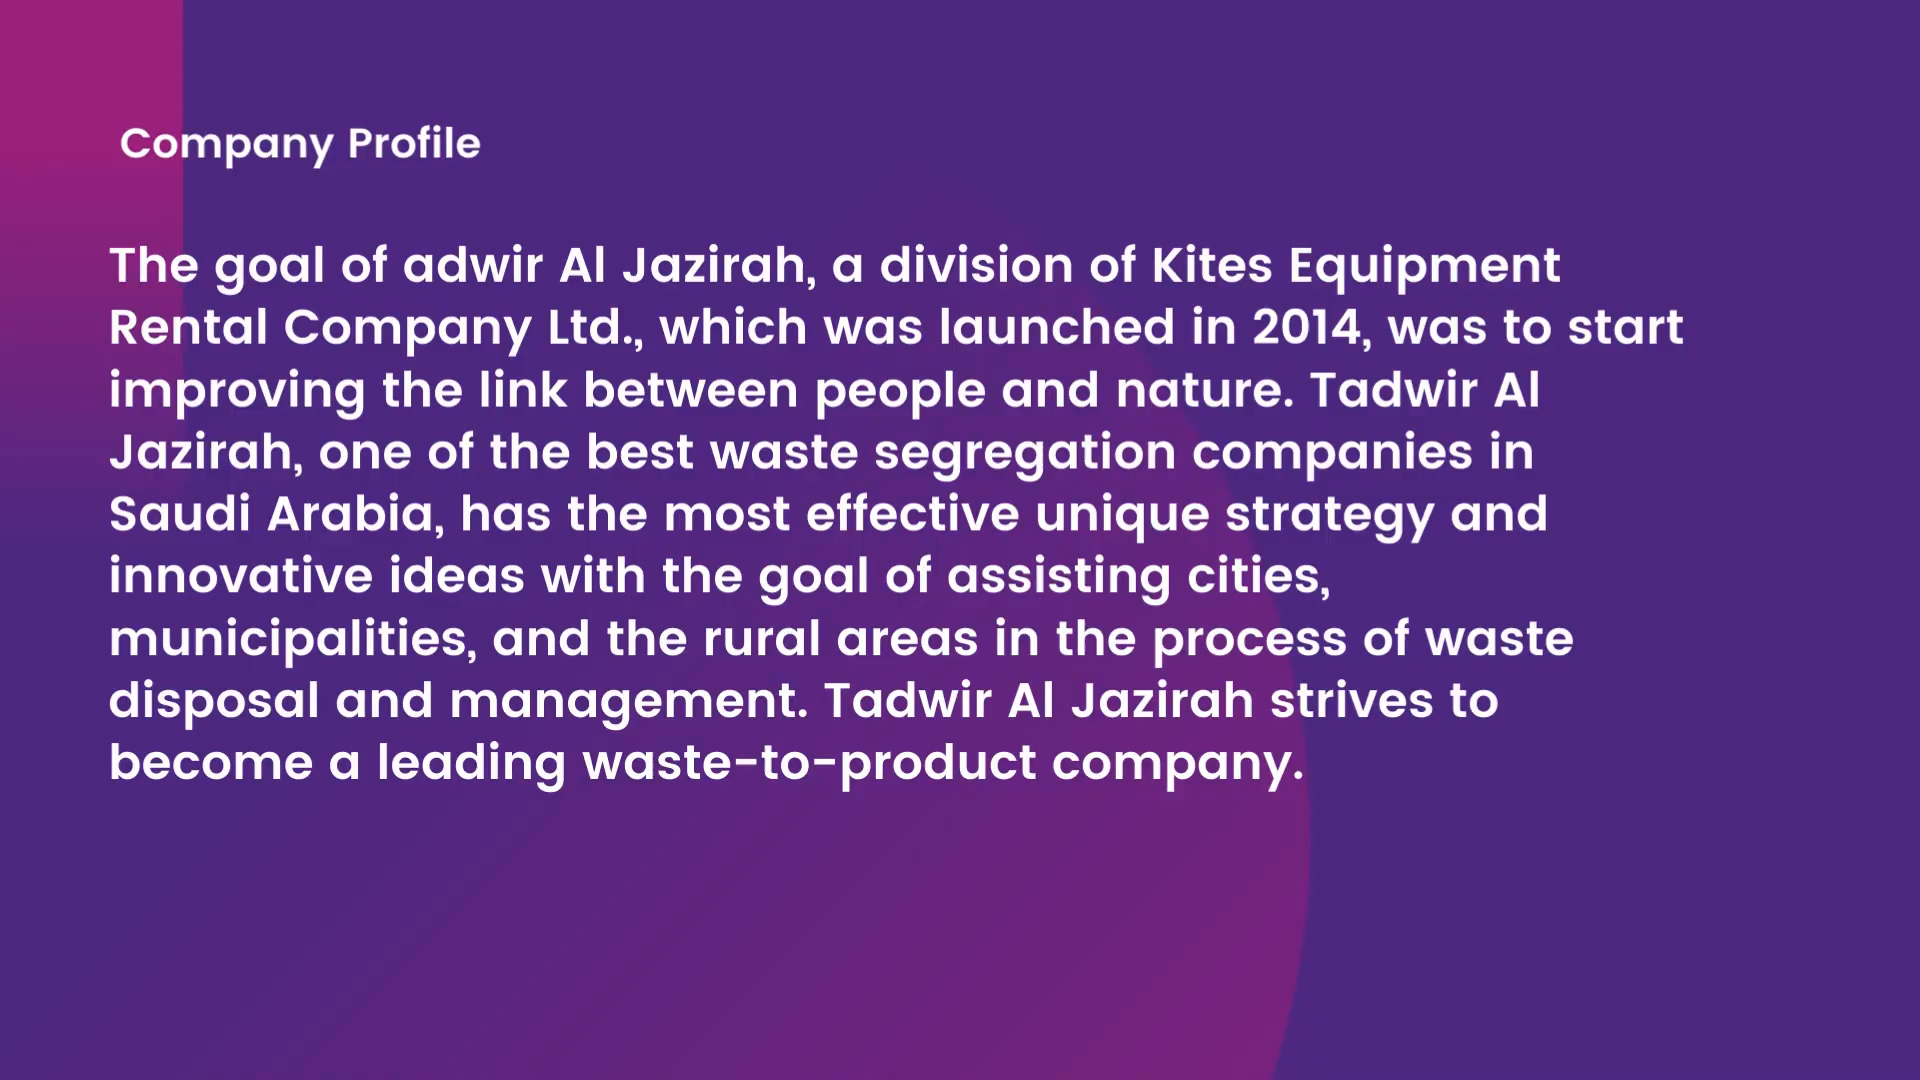 Company Profile
The goal of adwir Al Jazirah, a division of Kites Equipment
Rental Company Ltd., which was launched in 2014, was to start
improving the link between people and nature. Tadwir Al
Jazirah, one of the best waste segregation companies in
Saudi Arabia, has the most effective unique strategy and
innovative ideas with the goal of assisting cities,
municipalities, and the rural areas in the process of waste
disposal and management. Tadwir Al Jazirah strives to
become a leading waste-to-product company.